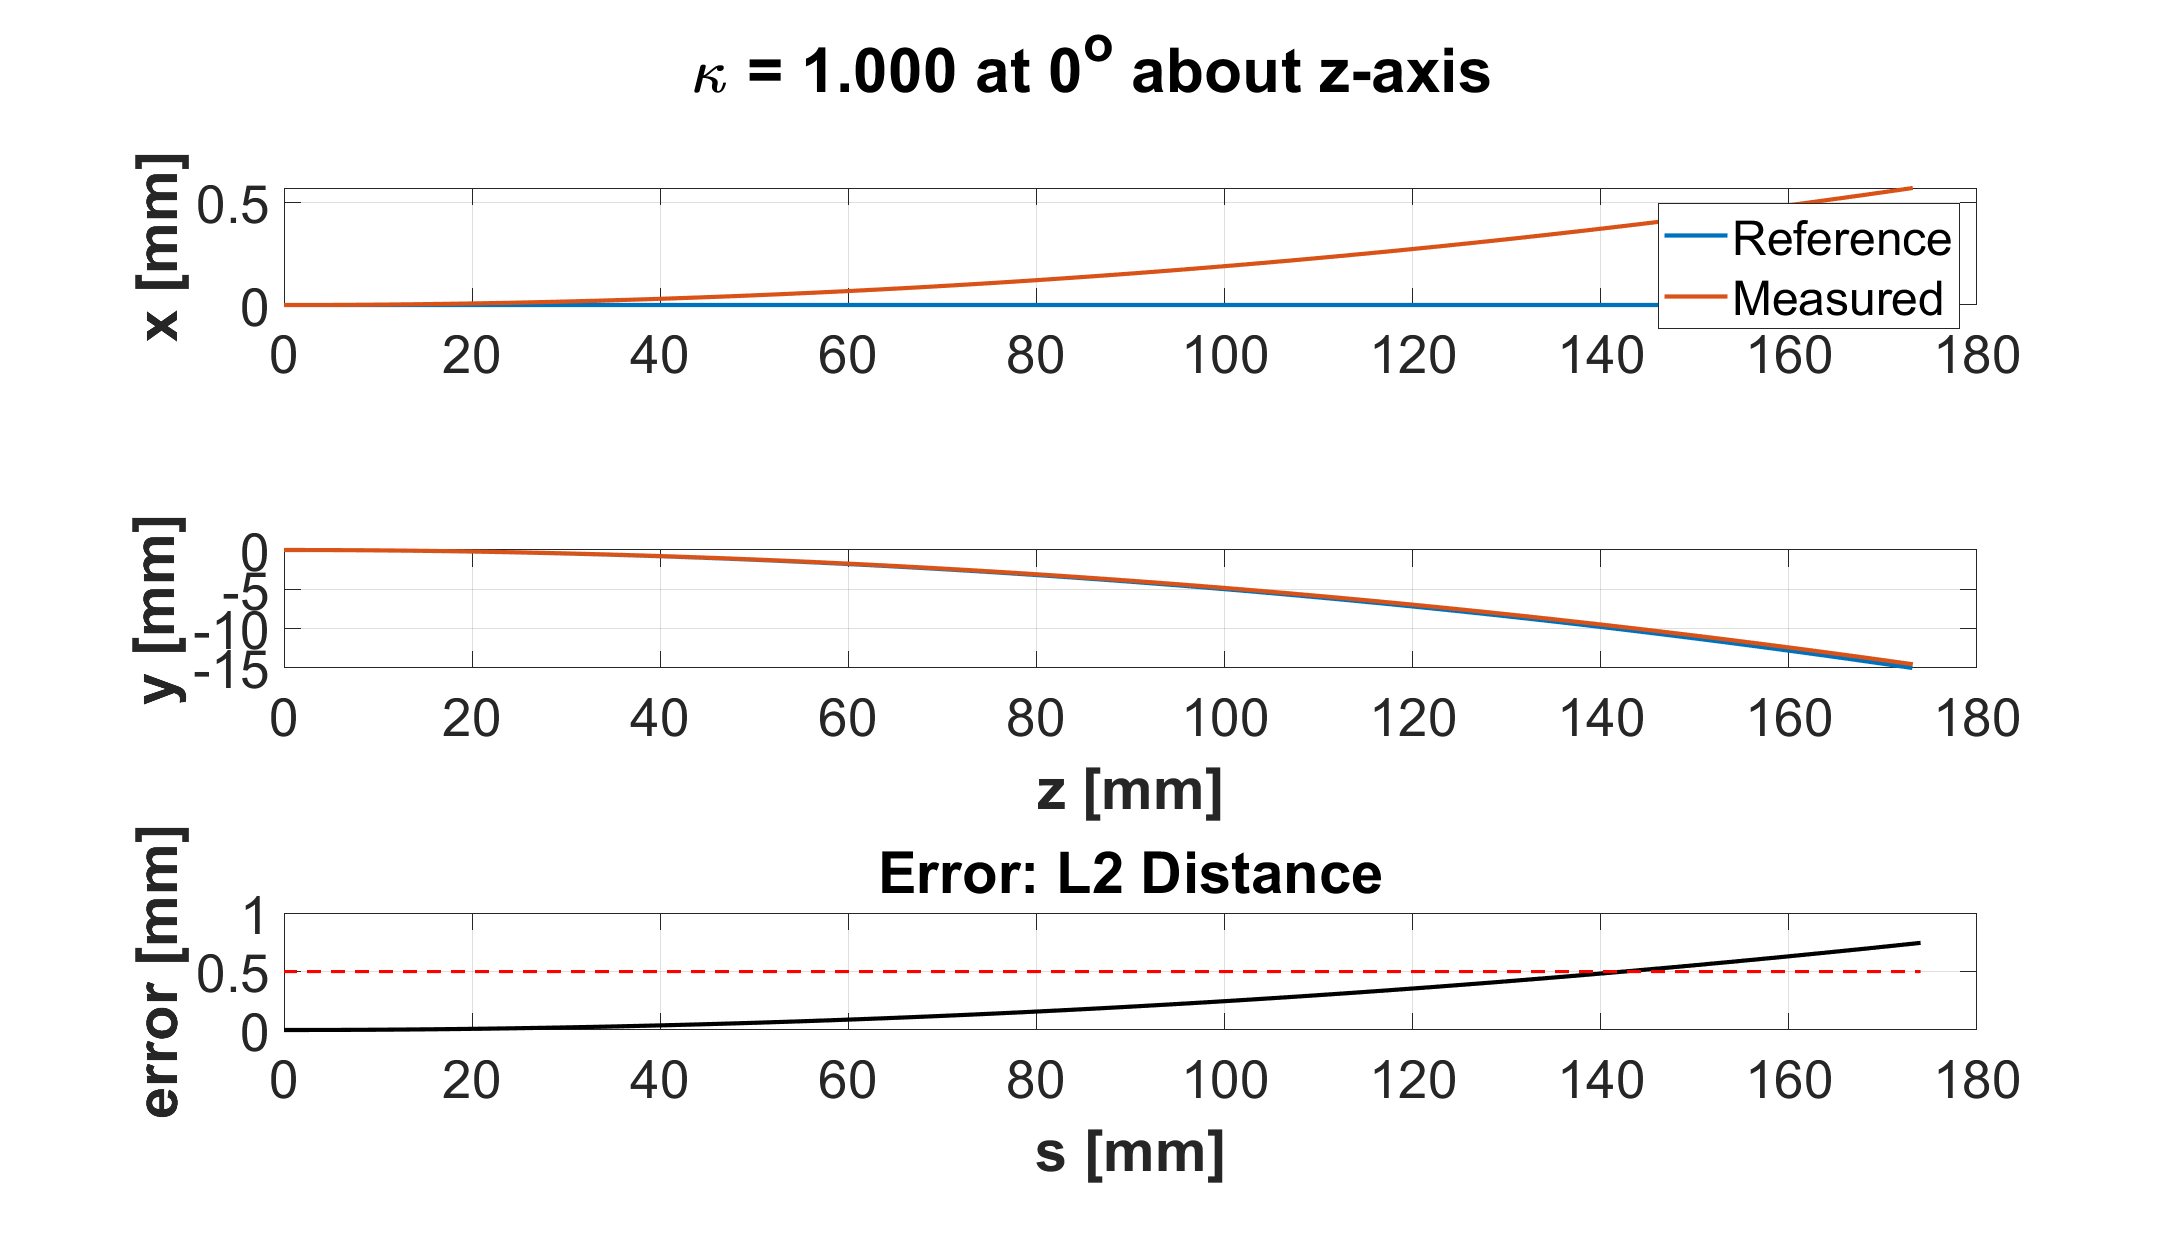 κ = 1.000 at 0° about z-axis
x [mm]
0.5
0
Reference
Measured
0 20 40 60 80 100 120 140 160 180
y [mm]
0
-5
-10
-15
0 20 40 60 80 100 120 140 160 180
z [mm]
Error: L2 Distance
error [mm]
1
0.5
0
0 20 40 60 80 100 120 140 160 180
s [mm]